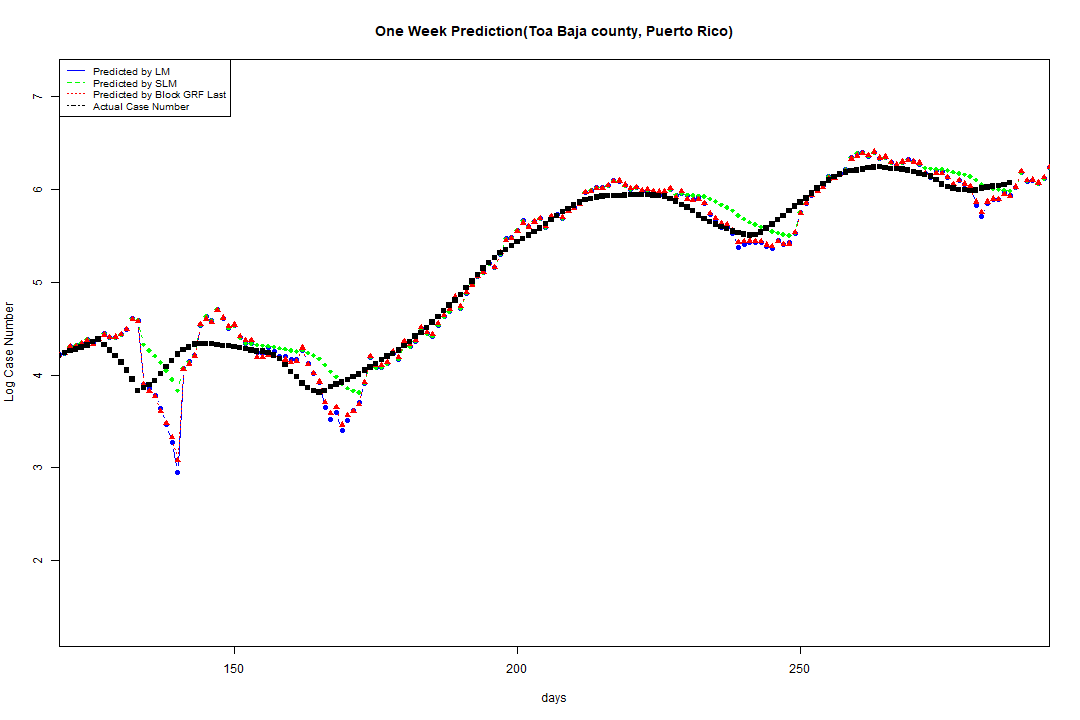 One Week Prediction(Toa Baja county, Puerto Rico)
Predicted by LM
Predicted by SLM
Predicted by Block GRF Last
Actual Case Number
Log Case Number
7
6
5
4
3
2
150
200
250
days